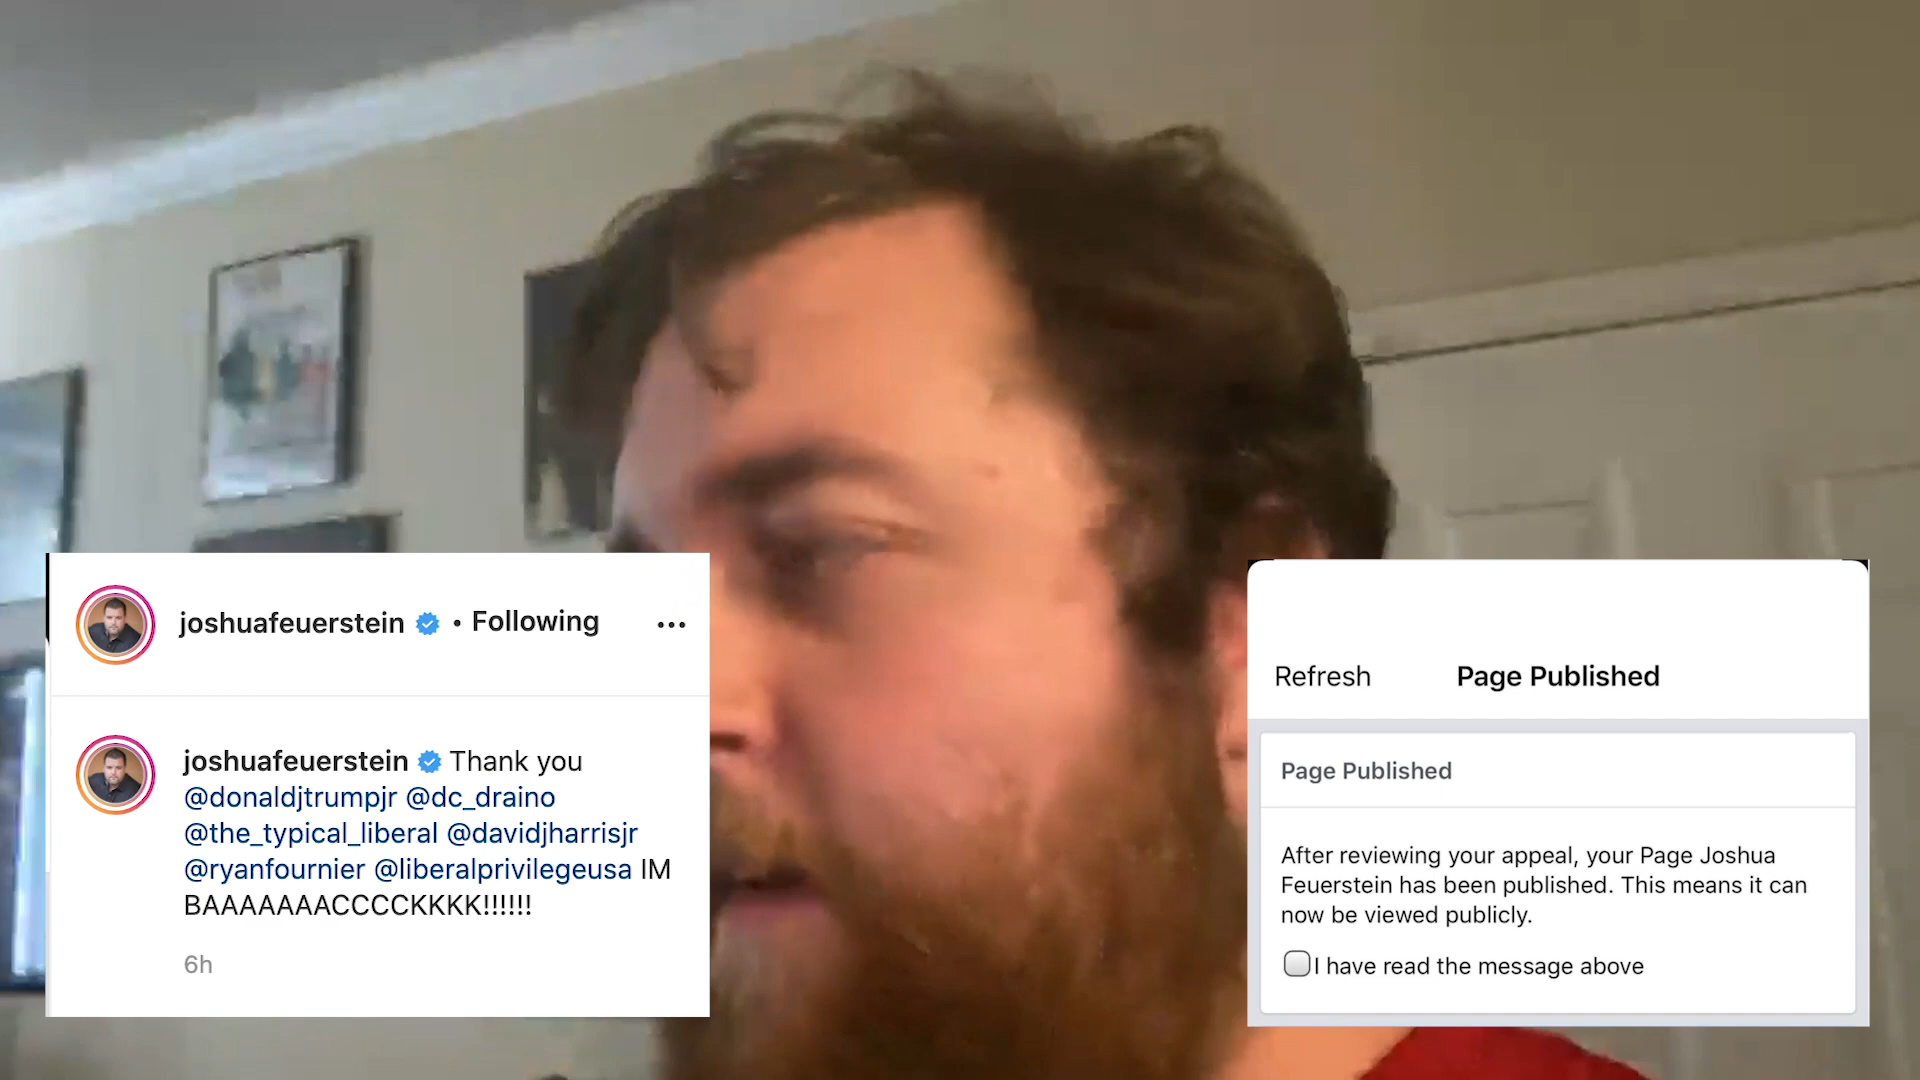 joshuafeuerstein • Following ...
joshuafeuerstein Thank you
@donaldjtrumpjr @dc_draino
@the_typical_liberal @davidjharrisjr
@ryanfournier @liberalprivilegeusa IM
BAAAAAAACCCCKKKK!!!!!!
6h
Refresh Page Published
Page Published
After reviewing your appeal, your Page Joshua
Feuerstein has been published. This means it can
now be viewed publicly.
I have read the message above